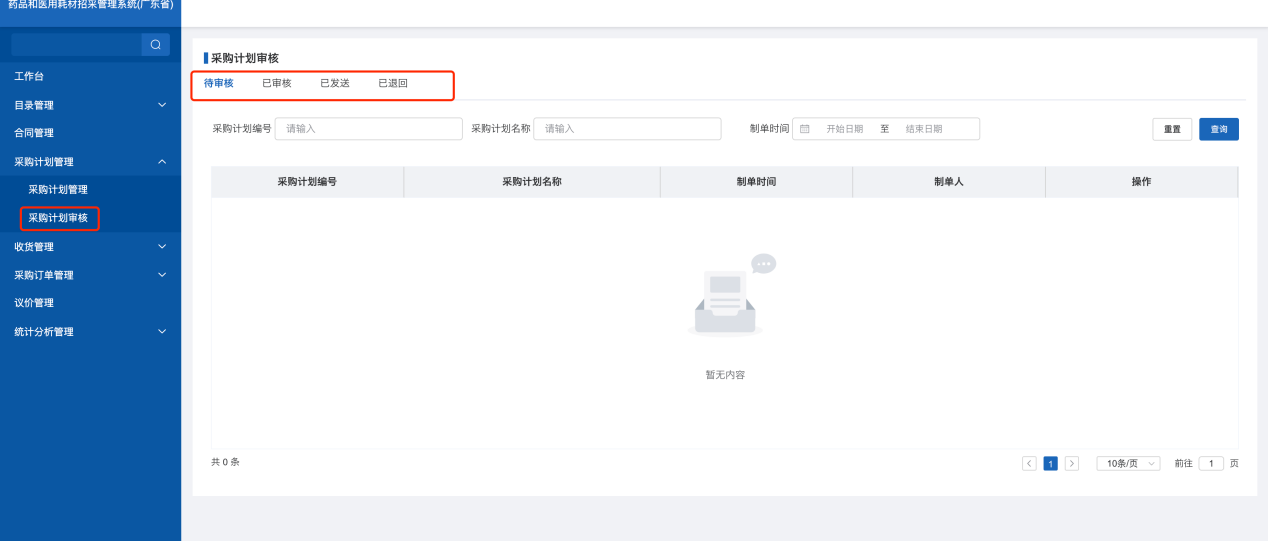 药品和医用耗材招采管理系统(广东省)
工作台
目录管理
合同管理
采购计划管理
采购计划管理
采购计划审核
收货管理
采购订单管理
议价管理
统计分析管理
采购计划审核
待审核 已审核 已发送 已退回
采购计划编号 请输入 采购计划名称 请输入 制单时间 开始日期 至 结束日期 重置 查询
采购计划编号 采购计划名称 制单时间 制单人 操作
暂无内容
共 0 条 1 10条/页 前往 1 页